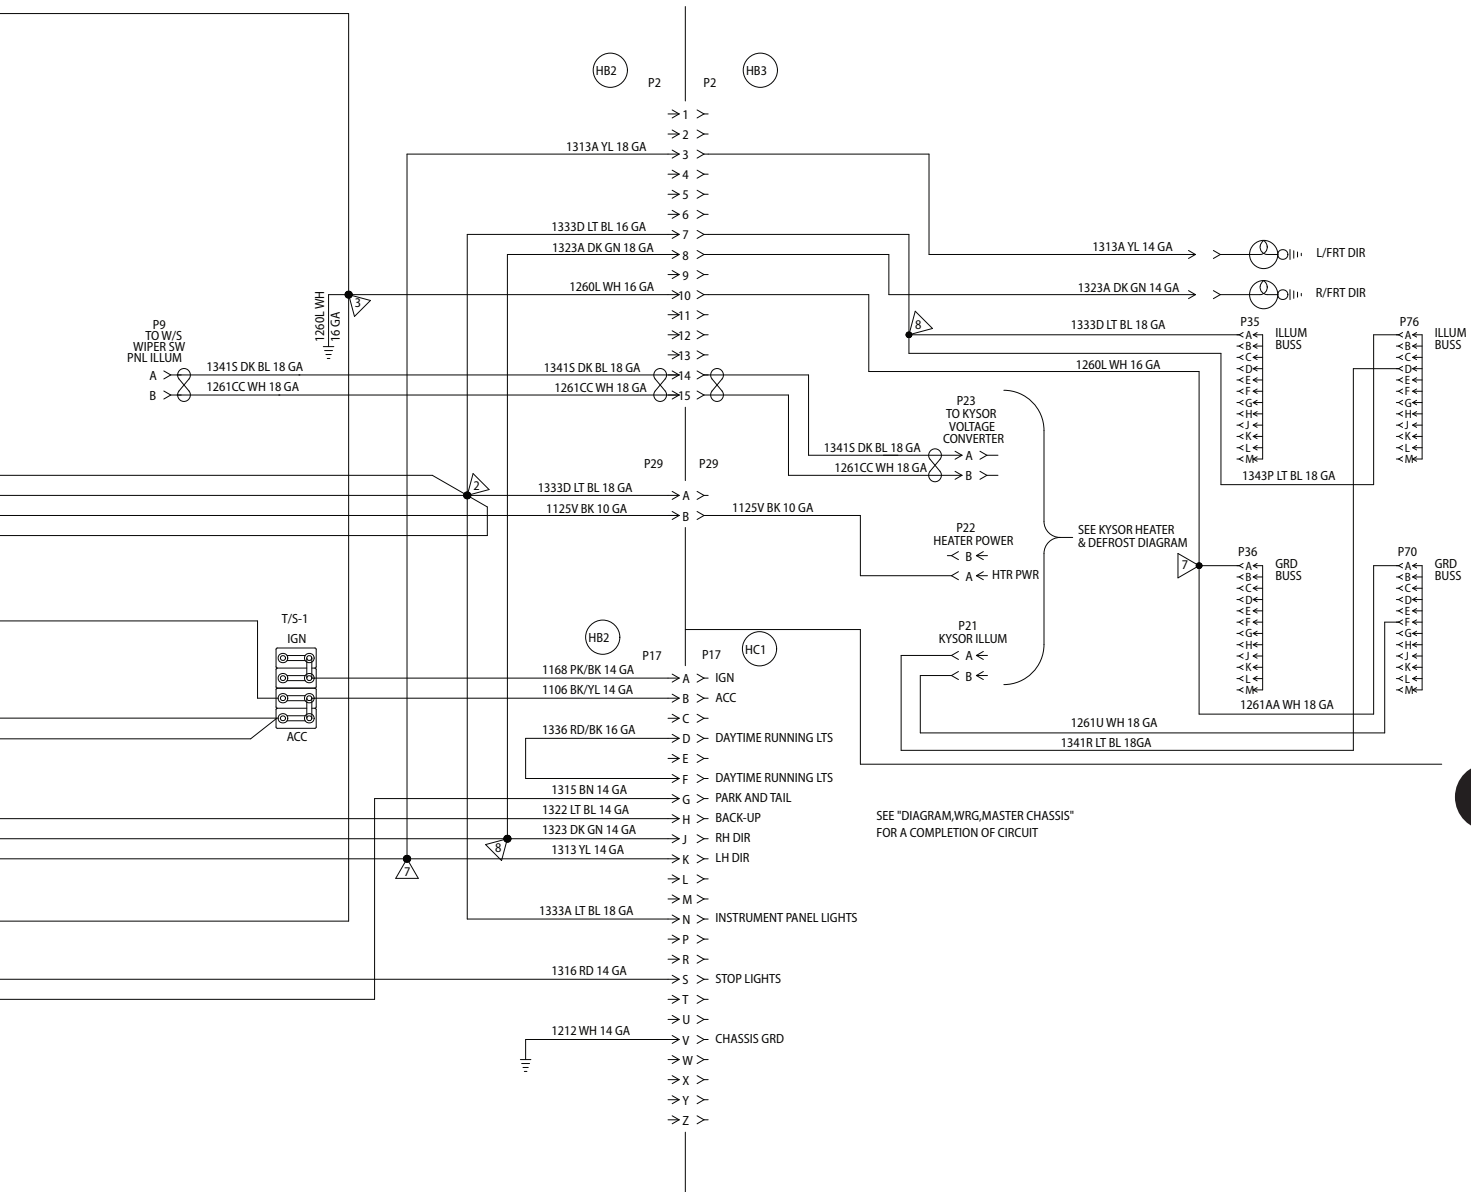 HB2
P2
P2
HB3
1
2
1313A YL 18 GA
3
4
5
6
1333D LT BL 16 GA
7
1323A DK GN 18 GA
8
9
1260L WH 16 GA
10
11
12
13
1341S DK BL 18 GA
14
1261CC WH 18 GA
15
3
1260L WH
16 GA
P9
TO W/S
WIPER SW
PNL ILLUM
A
1341S DK BL 18 GA
B
1261CC WH 18 GA
1313A YL 14 GA
L/FRT DIR
1323A DK GN 14 GA
R/FRT DIR
8
1333D LT BL 18 GA
1260L WH 16 GA
P35
ILLUM
BUSS
A
B
C
D
E
F
G
H
J
K
L
M
P76
ILLUM
BUSS
A
B
C
D
E
F
G
H
J
K
L
M
1343P LT BL 18 GA
P23
TO KYSOR
VOLTAGE
CONVERTER
1341S DK BL 18 GA
A
1261CC WH 18 GA
B
P29
P29
2
1333D LT BL 18 GA
A
1125V BK 10 GA
B
1125V BK 10 GA
P22
HEATER POWER
B
A
HTR PWR
SEE KYSOR HEATER
& DEFROST DIAGRAM
P21
KYSOR ILLUM
A
B
7
P36
GRD
BUSS
A
B
C
D
E
F
G
H
J
K
L
M
P70
GRD
BUSS
A
B
C
D
E
F
G
H
J
K
L
M
1261AA WH 18 GA
1261U WH 18 GA
1341R LT BL 18GA
T/S-1
IGN
ACC
HB2
P17
P17
HC1
1168 PK/BK 14 GA
A
IGN
1106 BK/YL 14 GA
B
ACC
C
1336 RD/BK 16 GA
D
DAYTIME RUNNING LTS
E
F
DAYTIME RUNNING LTS
1315 BN 14 GA
G
PARK AND TAIL
1322 LT BL 14 GA
H
BACK-UP
1323 DK GN 14 GA
J
RH DIR
8
1313 YL 14 GA
K
LH DIR
7
L
M
1333A LT BL 18 GA
N
INSTRUMENT PANEL LIGHTS
P
R
1316 RD 14 GA
S
STOP LIGHTS
T
U
1212 WH 14 GA
V
CHASSIS GRD
W
X
Y
Z
SEE "DIAGRAM,WRG,MASTER CHASSIS"
FOR A COMPLETION OF CIRCUIT